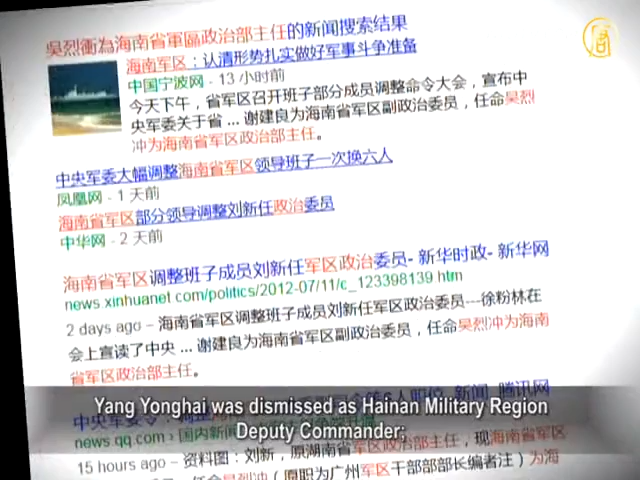 吳烈衝為海南省軍區政治部主任的新闻搜索结果
海南军区：认清形势扎实做好军事斗争准备
中国宁波网 - 13 小时前
今天下午，省军区召开班子部分成员调整命令大会，宣布中
央军委关于省 ... 谢建良为海南省军区副政治委员，任命吴烈
冲为海南省军区政治部主任。
中央军委大幅调整海南省军区领导班子一次换六人
凤凰网 - 1 天前
海南省军区部分领导调整刘新任政治委员
中华网 - 2 天前
海南省军区调整班子成员刘新任军区政治委员- 新华时政- 新华网
news.xinhuanet.com/politics/2012-07/11/c_123398139.htm
2 days ago – 海南省军区调整班子成员刘新任军区政治委员---徐粉林在
会上宣读了中央 ... 谢建良为海南省军区副政治委员，任命吴烈冲为海南
省军区政治部主任。
Yang Yonghai was dismissed as Hainan Military Region
Deputy Commander;
news.qq.com › 国内新闻
15 hours ago – 资料图：刘新，原湖南省军区政治部主任，现海南省军区
任命吴烈冲（原职为广州军区干部部部长编者注）为海